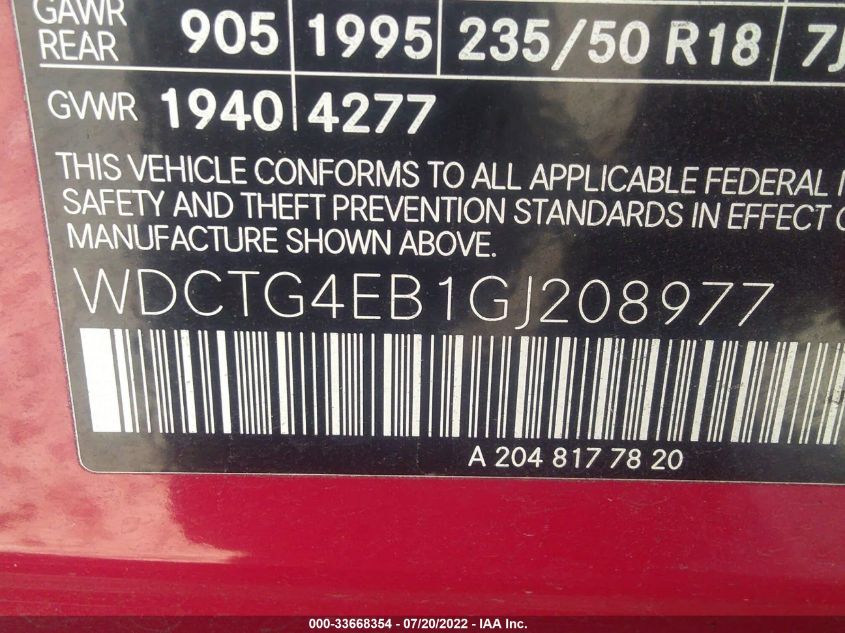 GAWR
REAR 905 1995 235/50 R18 7J
GVWR 1940 4277
THIS VEHICLE CONFORMS TO ALL APPLICABLE FEDERAL
SAFETY AND THEFT PREVENTION STANDARDS IN EFFECT
MANUFACTURE SHOWN ABOVE.
WDCTG4EB1GJ208977
A 204 817 78 20
000-33668354 - 07/20/2022 - IAA Inc.